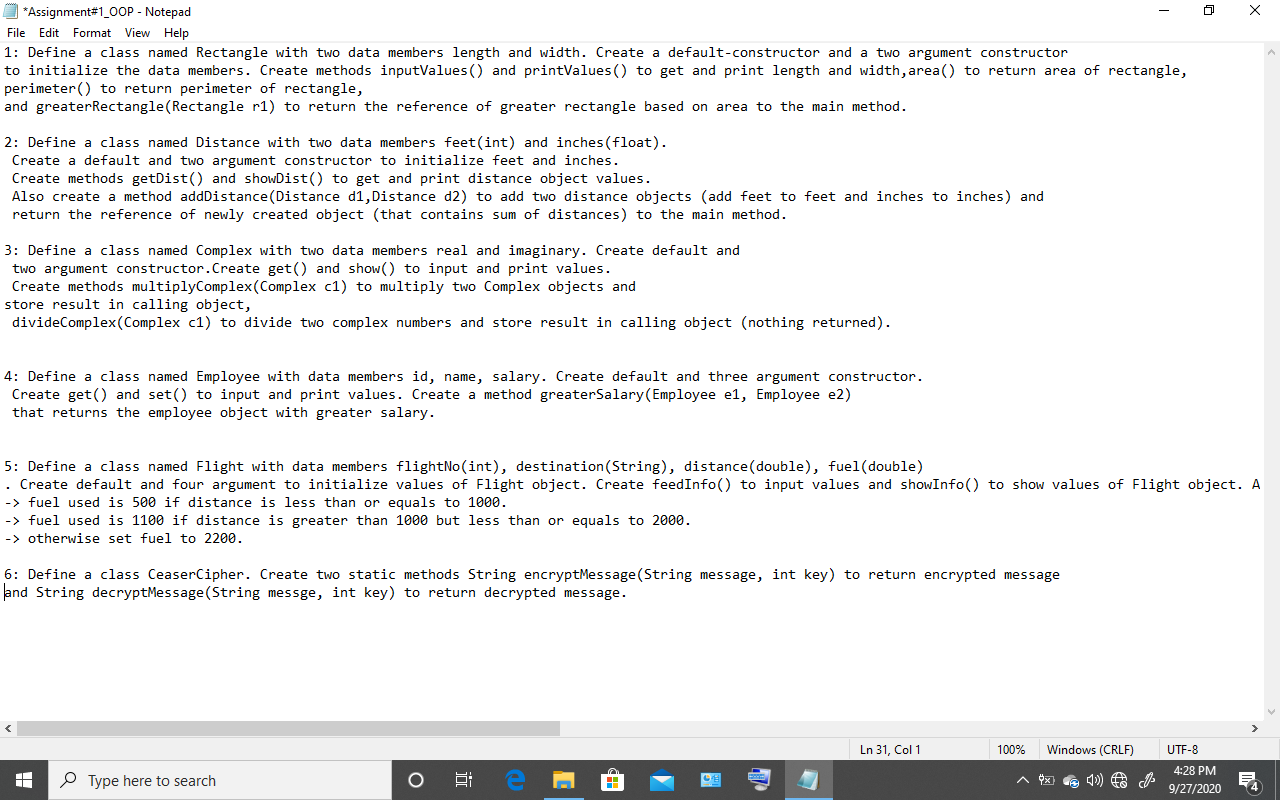 *Assignment#1_OOP - Notepad
File Edit Format View Help
1: Define a class named Rectangle with two data members length and width. Create a default-constructor and a two argument constructor
to initialize the data members. Create methods inputValues() and printValues() to get and print length and width,area() to return area of rectangle,
perimeter() to return perimeter of rectangle,
and greaterRectangle(Rectangle r1) to return the reference of greater rectangle based on area to the main method.
2: Define a class named Distance with two data members feet(int) and inches(float).
Create a default and two argument constructor to initialize feet and inches.
Create methods getDist() and showDist() to get and print distance object values.
Also create a method addDistance(Distance d1,Distance d2) to add two distance objects (add feet to feet and inches to inches) and
return the reference of newly created object (that contains sum of distances) to the main method.
3: Define a class named Complex with two data members real and imaginary. Create default and
two argument constructor.Create get() and show() to input and print values.
Create methods multiplyComplex(Complex c1) to multiply two Complex objects and
store result in calling object,
divideComplex(Complex c1) to divide two complex numbers and store result in calling object (nothing returned).
4: Define a class named Employee with data members id, name, salary. Create default and three argument constructor.
Create get() and set() to input and print values. Create a method greaterSalary(Employee e1, Employee e2)
that returns the employee object with greater salary.
5: Define a class named Flight with data members flightNo(int), destination(String), distance(double), fuel(double)
. Create default and four argument to initialize values of Flight object. Create feedInfo() to input values and showInfo() to show values of Flight object. A
-> fuel used is 500 if distance is less than or equals to 1000.
-> fuel used is 1100 if distance is greater than 1000 but less than or equals to 2000.
-> otherwise set fuel to 2200.
6: Define a class CeaserCipher. Create two static methods String encryptMessage(String message, int key) to return encrypted message
and String decryptMessage(String messge, int key) to return decrypted message.
Ln 31, Col 1 100% Windows (CRLF) UTF-8
Type here to search
4:28 PM
9/27/2020
4